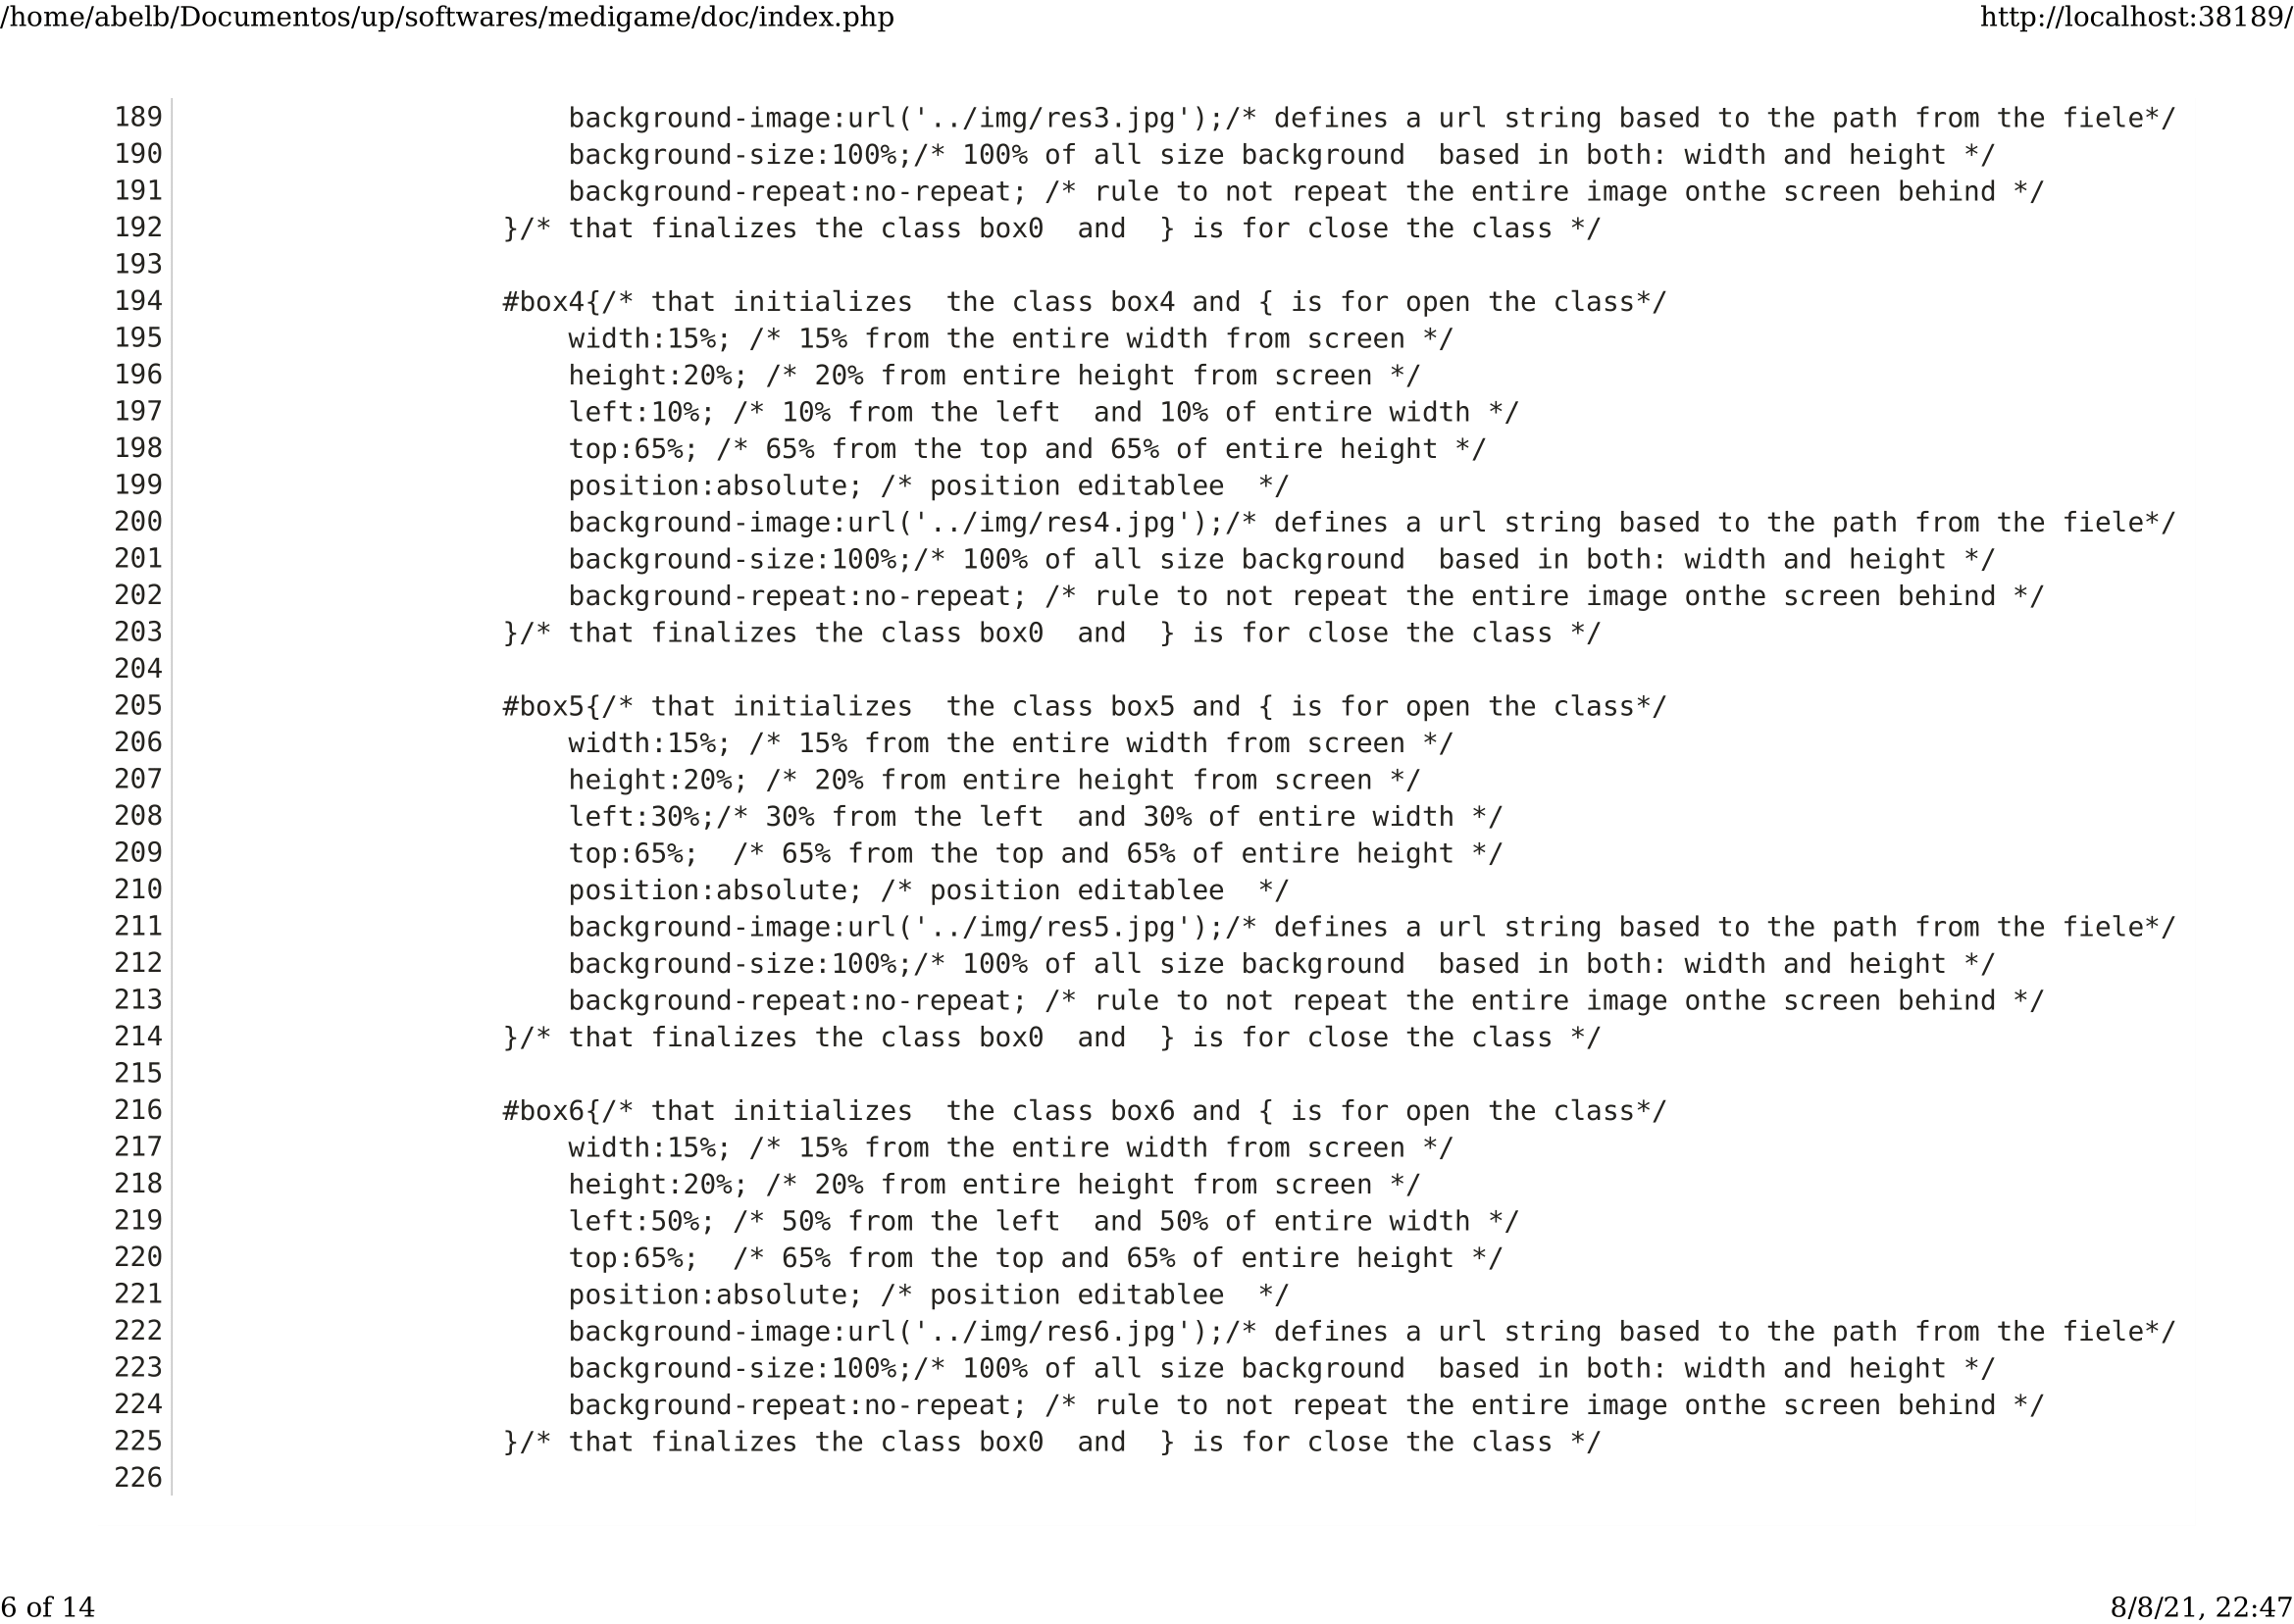 /home/abelb/Documentos/up/softwares/medigame/doc/index.php http://localhost:38189/
189 background-image:url('../img/res3.jpg');/* defines a url string based to the path from the fiele*/
190 background-size:100%;/* 100% of all size background  based in both: width and height */
191 background-repeat:no-repeat; /* rule to not repeat the entire image onthe screen behind */
192 }/* that finalizes the class box0  and  } is for close the class */
193
194 #box4{/* that initializes  the class box4 and { is for open the class*/
195 width:15%; /* 15% from the entire width from screen */
196 height:20%; /* 20% from entire height from screen */
197 left:10%; /* 10% from the left  and 10% of entire width */
198 top:65%; /* 65% from the top and 65% of entire height */
199 position:absolute; /* position editablee  */
200 background-image:url('../img/res4.jpg');/* defines a url string based to the path from the fiele*/
201 background-size:100%;/* 100% of all size background  based in both: width and height */
202 background-repeat:no-repeat; /* rule to not repeat the entire image onthe screen behind */
203 }/* that finalizes the class box0  and  } is for close the class */
204
205 #box5{/* that initializes  the class box5 and { is for open the class*/
206 width:15%; /* 15% from the entire width from screen */
207 height:20%; /* 20% from entire height from screen */
208 left:30%;/* 30% from the left  and 30% of entire width */
209 top:65%;  /* 65% from the top and 65% of entire height */
210 position:absolute; /* position editablee  */
211 background-image:url('../img/res5.jpg');/* defines a url string based to the path from the fiele*/
212 background-size:100%;/* 100% of all size background  based in both: width and height */
213 background-repeat:no-repeat; /* rule to not repeat the entire image onthe screen behind */
214 }/* that finalizes the class box0  and  } is for close the class */
215
216 #box6{/* that initializes  the class box6 and { is for open the class*/
217 width:15%; /* 15% from the entire width from screen */
218 height:20%; /* 20% from entire height from screen */
219 left:50%; /* 50% from the left  and 50% of entire width */
220 top:65%;  /* 65% from the top and 65% of entire height */
221 position:absolute; /* position editablee  */
222 background-image:url('../img/res6.jpg');/* defines a url string based to the path from the fiele*/
223 background-size:100%;/* 100% of all size background  based in both: width and height */
224 background-repeat:no-repeat; /* rule to not repeat the entire image onthe screen behind */
225 }/* that finalizes the class box0  and  } is for close the class */
226
6 of 14 8/8/21, 22:47